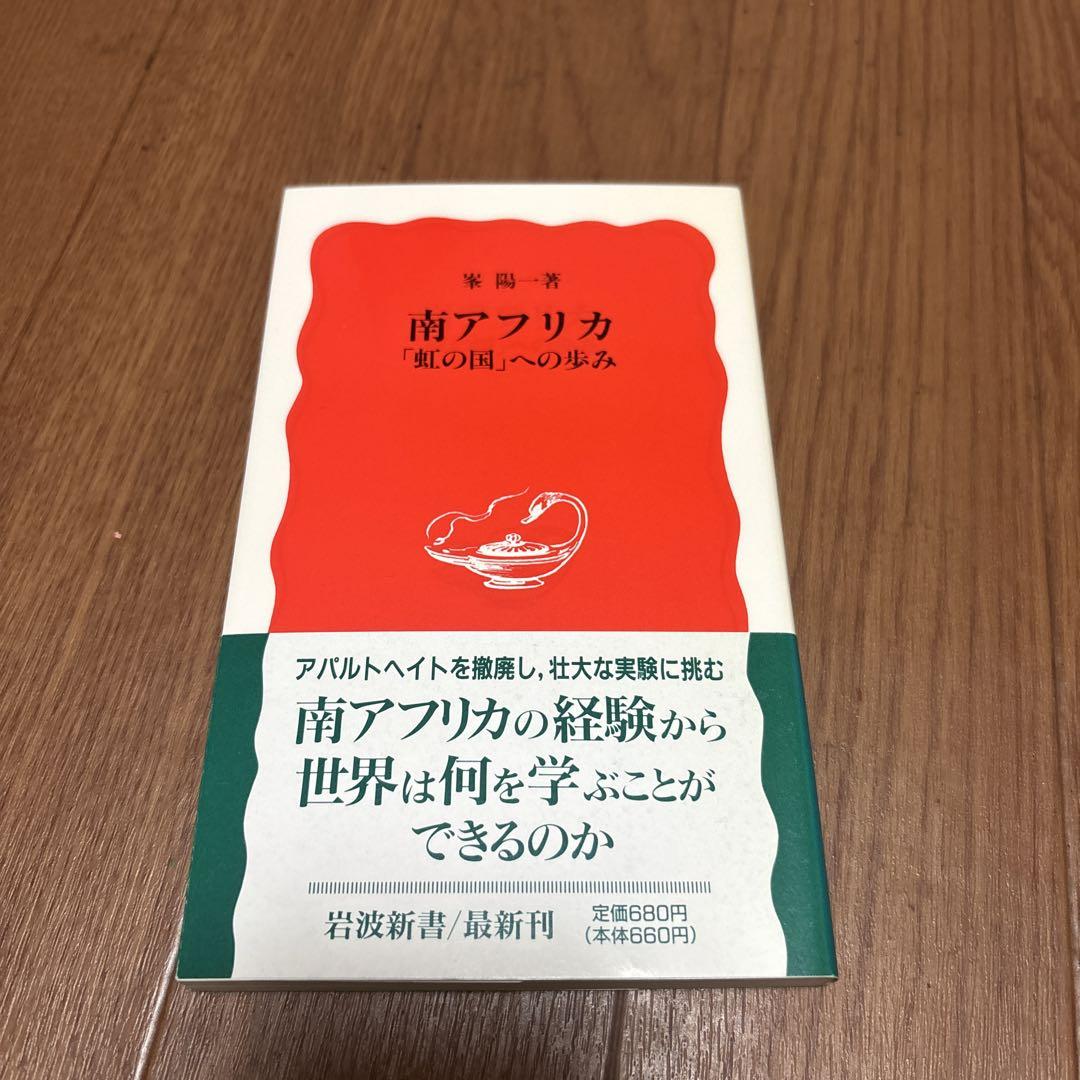 峯 陽一著
南アフリカ
「虹の国」への歩み
アパルトヘイトを撤廃し,壮大な実験に挑む
南アフリカの経験から
世界は何を学ぶことが
できるのか
岩波新書/最新刊
定価680円
(本体660円)